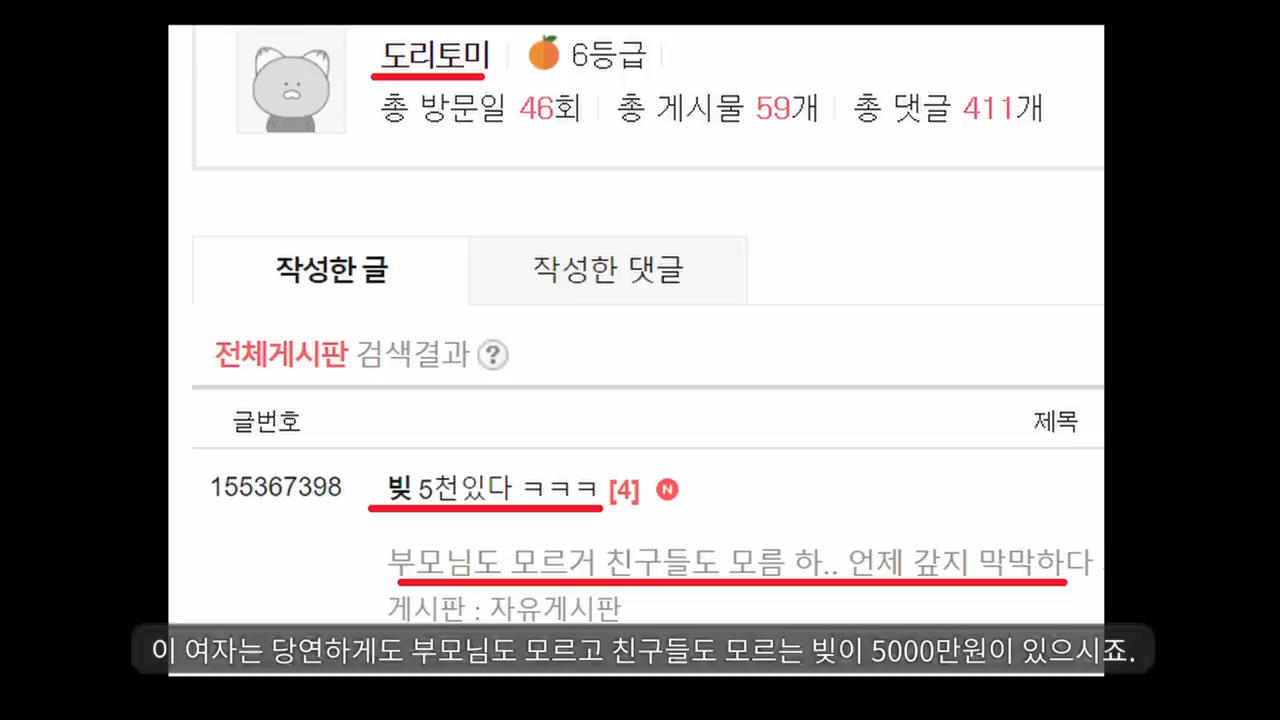 도리토미 6등급
총 방문일 46회 총 게시물 59개 총 댓글 411개
작성한 글 작성한 댓글
전체게시판 검색결과 ?
글번호 제목
155367398 빚 5천있다 ㅋㅋㅋ [4] N
부모님도 모르거 친구들도 모름 하.. 언제 갚지 막막하다
게시판 : 자유게시판
이 여자는 당연하게도 부모님도 모르고 친구들도 모르는 빚이 5000만원이 있으시죠.